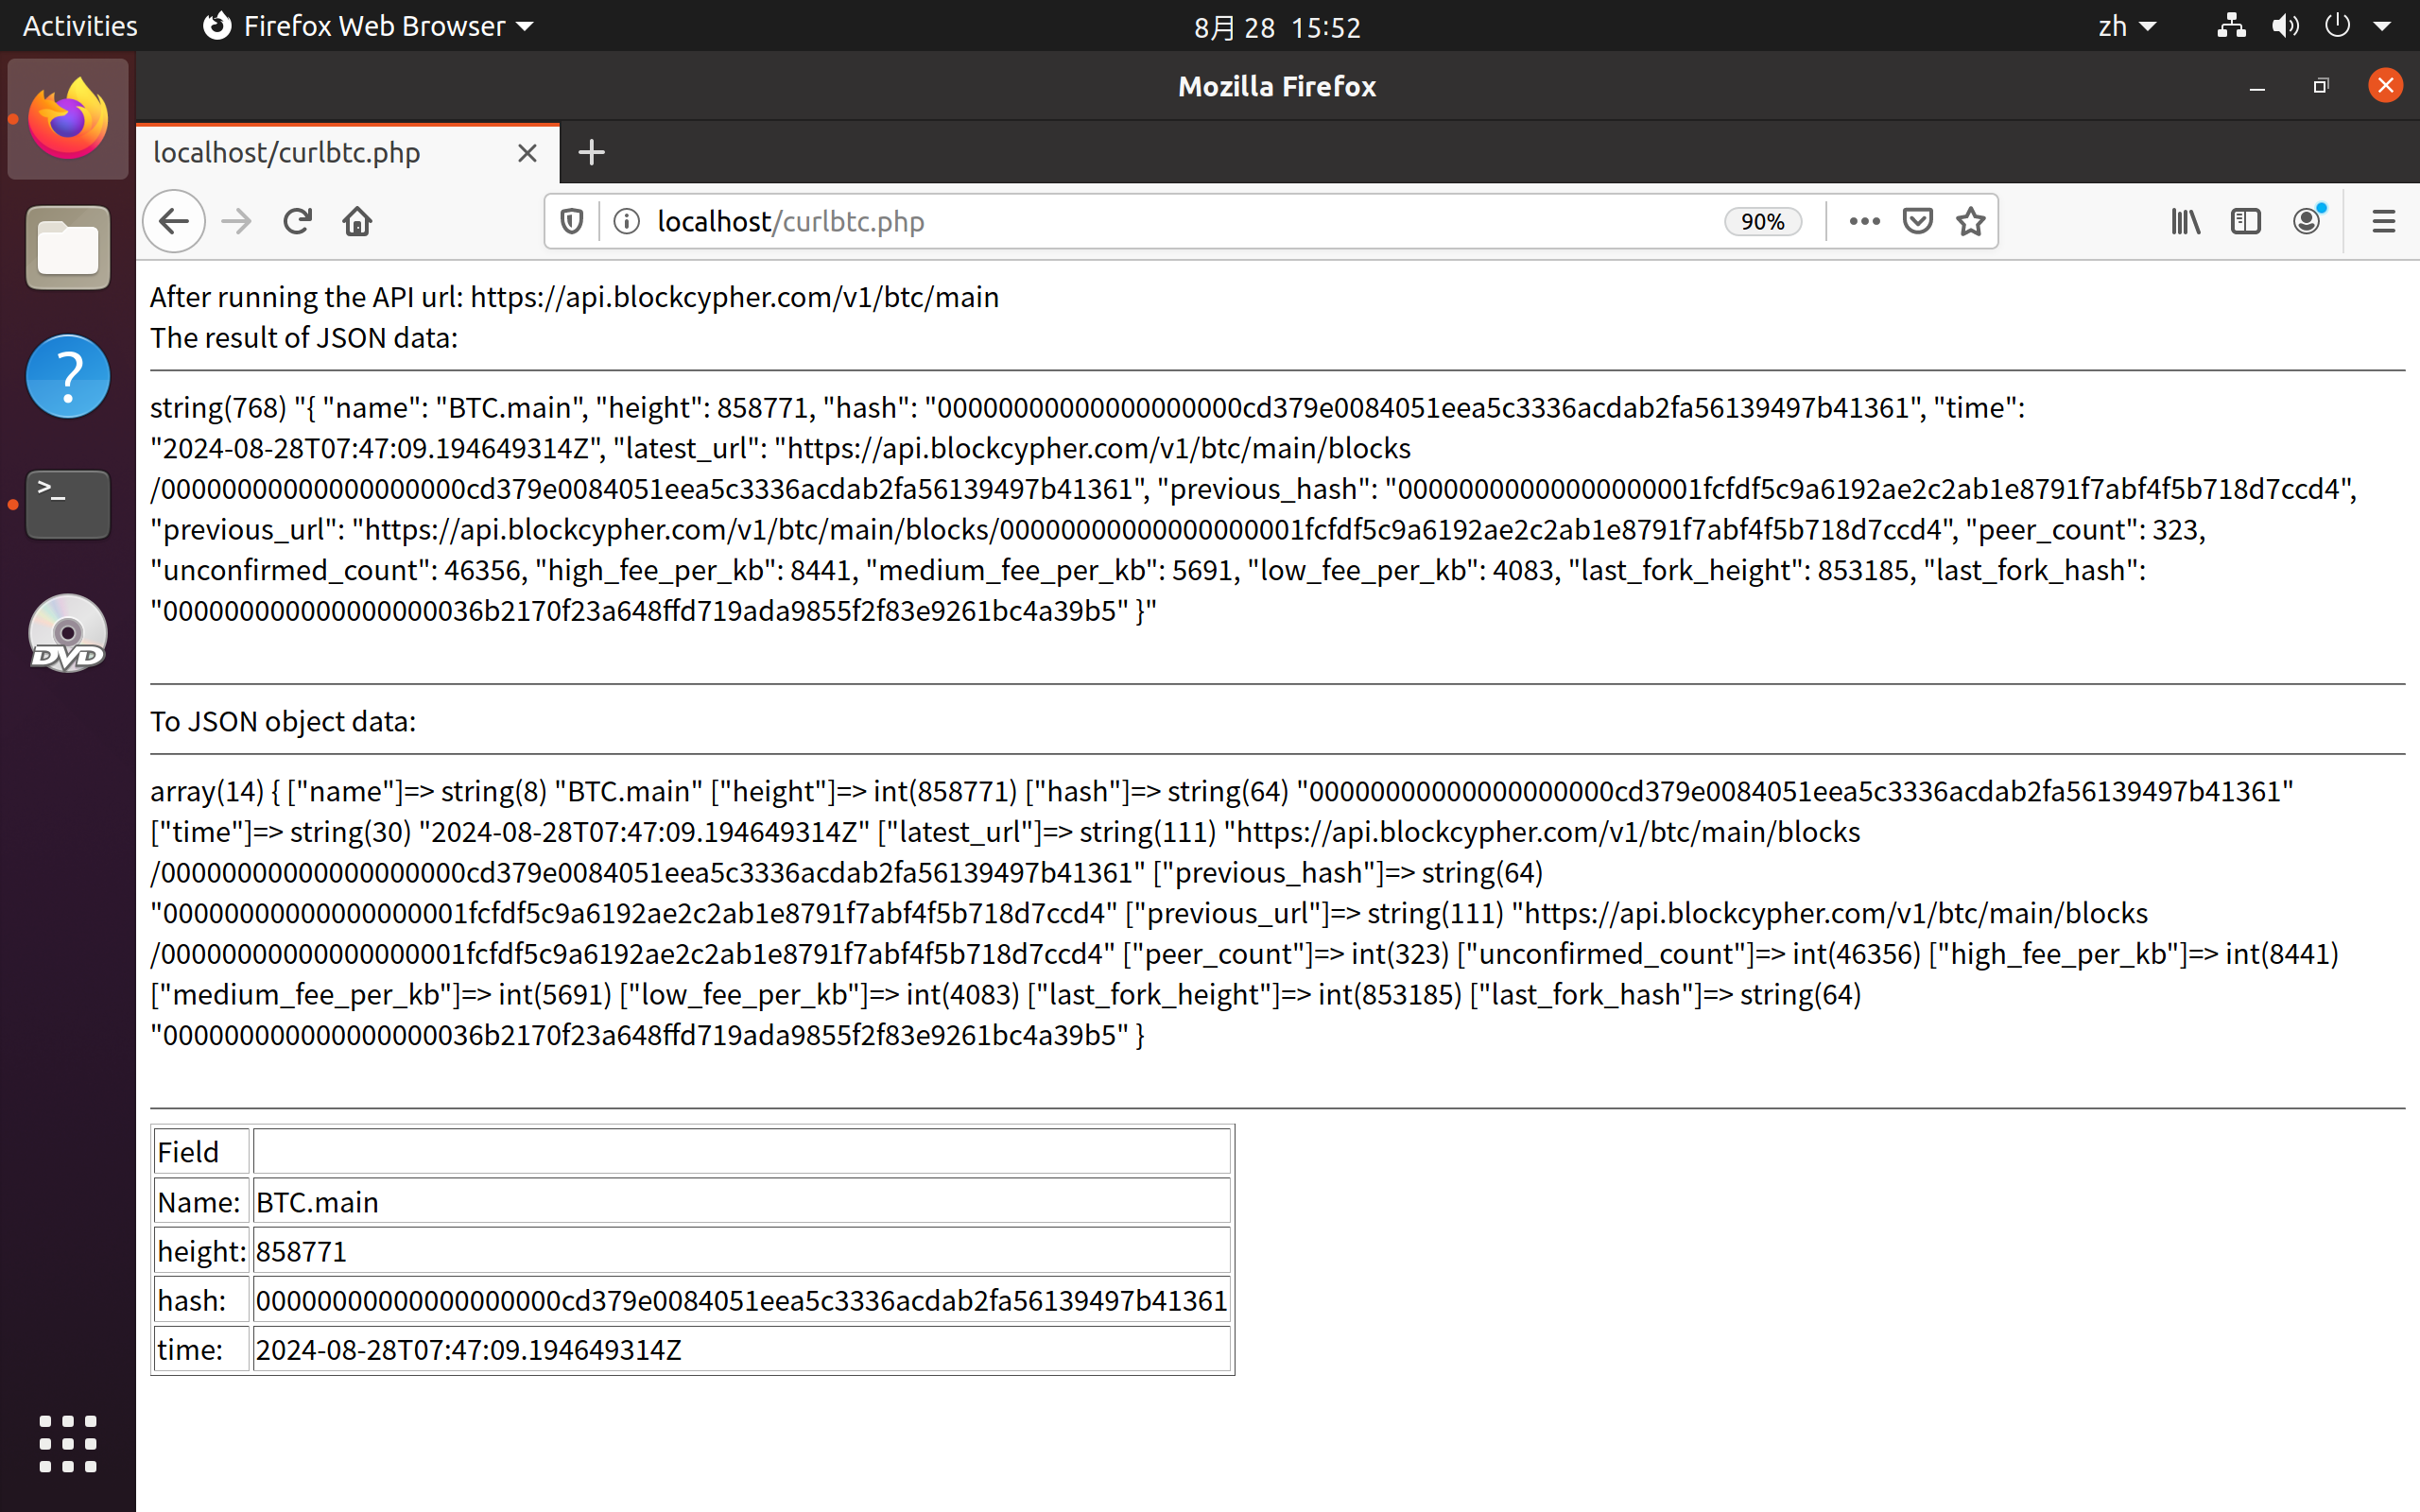 Activities
Firefox Web Browser
8月 28 15:52
zh
Mozilla Firefox
localhost/curlbtc.php
localhost/curlbtc.php
90%
After running the API url: https://api.blockcypher.com/v1/btc/main
The result of JSON data:
string(768) "{ "name": "BTC.main", "height": 858771, "hash": "00000000000000000000cd379e0084051eea5c3336acdab2fa56139497b41361", "time":
"2024-08-28T07:47:09.194649314Z", "latest_url": "https://api.blockcypher.com/v1/btc/main/blocks
/00000000000000000000cd379e0084051eea5c3336acdab2fa56139497b41361", "previous_hash": "00000000000000000001fcfdf5c9a6192ae2c2ab1e8791f7abf4f5b718d7ccd4",
"previous_url": "https://api.blockcypher.com/v1/btc/main/blocks/00000000000000000001fcfdf5c9a6192ae2c2ab1e8791f7abf4f5b718d7ccd4", "peer_count": 323,
"unconfirmed_count": 46356, "high_fee_per_kb": 8441, "medium_fee_per_kb": 5691, "low_fee_per_kb": 4083, "last_fork_height": 853185, "last_fork_hash":
"000000000000000000036b2170f23a648ffd719ada9855f2f83e9261bc4a39b5" }"
To JSON object data:
array(14) { ["name"]=> string(8) "BTC.main" ["height"]=> int(858771) ["hash"]=> string(64) "00000000000000000000cd379e0084051eea5c3336acdab2fa56139497b41361"
["time"]=> string(30) "2024-08-28T07:47:09.194649314Z" ["latest_url"]=> string(111) "https://api.blockcypher.com/v1/btc/main/blocks
/00000000000000000000cd379e0084051eea5c3336acdab2fa56139497b41361" ["previous_hash"]=> string(64)
"00000000000000000001fcfdf5c9a6192ae2c2ab1e8791f7abf4f5b718d7ccd4" ["previous_url"]=> string(111) "https://api.blockcypher.com/v1/btc/main/blocks
/00000000000000000001fcfdf5c9a6192ae2c2ab1e8791f7abf4f5b718d7ccd4" ["peer_count"]=> int(323) ["unconfirmed_count"]=> int(46356) ["high_fee_per_kb"]=> int(8441)
["medium_fee_per_kb"]=> int(5691) ["low_fee_per_kb"]=> int(4083) ["last_fork_height"]=> int(853185) ["last_fork_hash"]=> string(64)
"000000000000000000036b2170f23a648ffd719ada9855f2f83e9261bc4a39b5" }
Field
Name: BTC.main
height: 858771
hash: 00000000000000000000cd379e0084051eea5c3336acdab2fa56139497b41361
time: 2024-08-28T07:47:09.194649314Z
>_
?
DVD